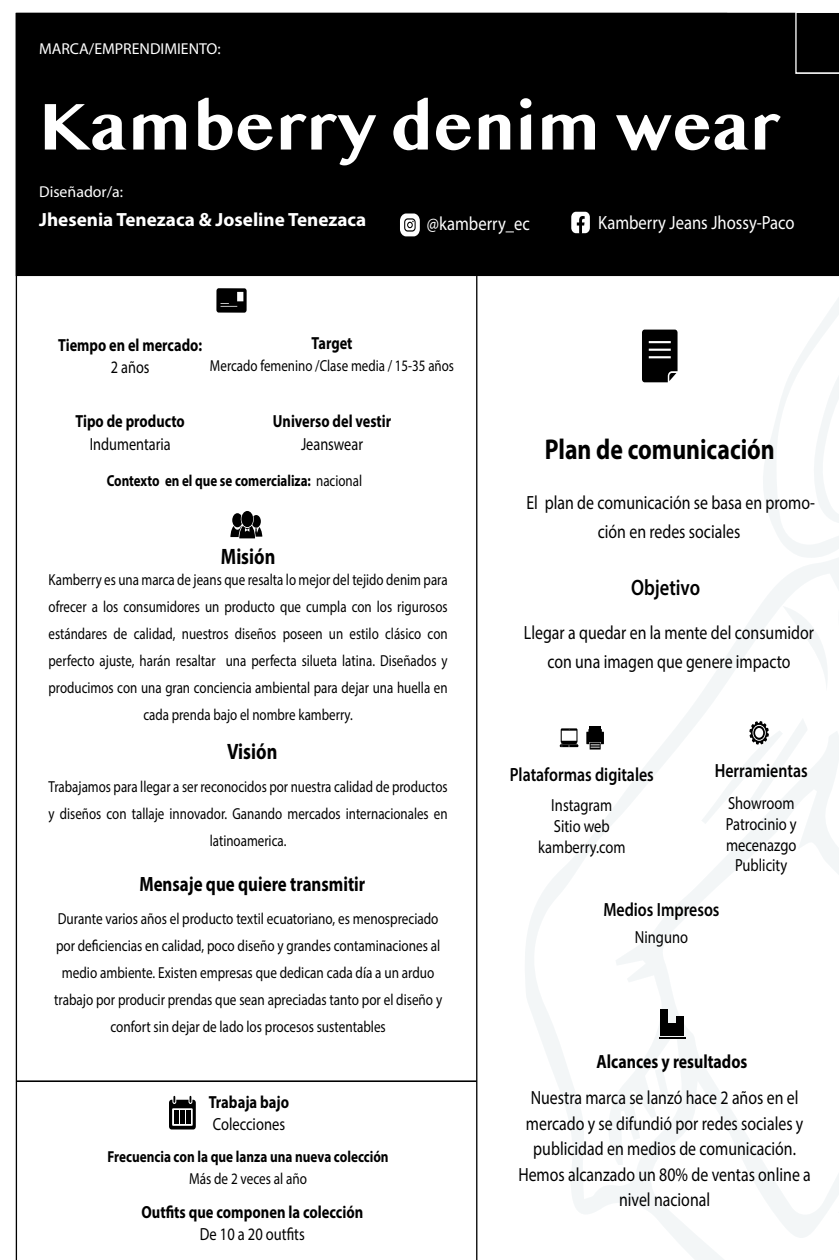 MARCA/EMPRENDIMIENTO:
Kamberry denim wear
Diseñador/a:
Jhesenia Tenezaca & Joseline Tenezaca
@kamberry_ec
Kamberry Jeans Jhossy-Paco
Tiempo en el mercado:
2 años
Target
Mercado femenino /Clase media / 15-35 años
Tipo de producto
Indumentaria
Universo del vestir
Jeanswear
Contexto en el que se comercializa: nacional
Misión
Kamberry es una marca de jeans que resalta lo mejor del tejido denim para
ofrecer a los consumidores un producto que cumpla con los rigurosos
estándares de calidad, nuestros diseños poseen un estilo clásico con
perfecto ajuste, harán resaltar una perfecta silueta latina. Diseñados y
producimos con una gran conciencia ambiental para dejar una huella en
cada prenda bajo el nombre kamberry.
Visión
Trabajamos para llegar a ser reconocidos por nuestra calidad de productos
y diseños con tallaje innovador. Ganando mercados internacionales en
latinoamerica.
Mensaje que quiere transmitir
Durante varios años el producto textil ecuatoriano, es menospreciado
por deficiencias en calidad, poco diseño y grandes contaminaciones al
medio ambiente. Existen empresas que dedican cada día a un arduo
trabajo por producir prendas que sean apreciadas tanto por el diseño y
confort sin dejar de lado los procesos sustentables
Trabaja bajo
Colecciones
Frecuencia con la que lanza una nueva colección
Más de 2 veces al año
Outfits que componen la colección
De 10 a 20 outfits
Plan de comunicación
El plan de comunicación se basa en promo-
ción en redes sociales
Objetivo
Llegar a quedar en la mente del consumidor
con una imagen que genere impacto
Plataformas digitales
Instagram
Sitio web
kamberry.com
Herramientas
Showroom
Patrocinio y
mecenazgo
Publicity
Medios Impresos
Ninguno
Alcances y resultados
Nuestra marca se lanzó hace 2 años en el
mercado y se difundió por redes sociales y
publicidad en medios de comunicación.
Hemos alcanzado un 80% de ventas online a
nivel nacional